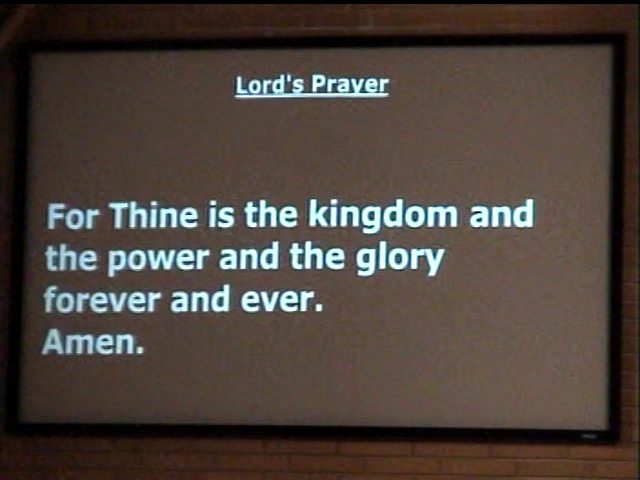 Lord's Prayer
For Thine is the kingdom and
the power and the glory
forever and ever.
Amen.